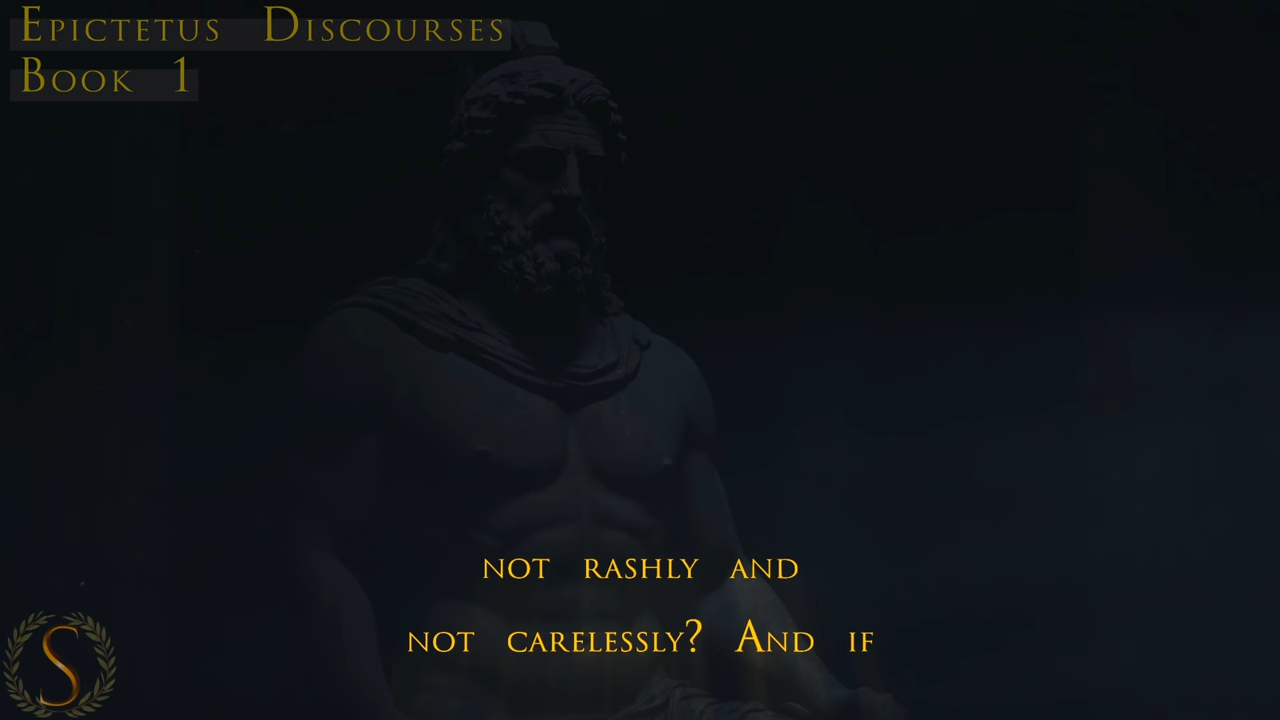 Epictetus Discourses
Book 1
not rashly and
not carelessly? And if
S